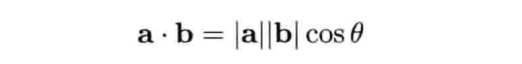 a · b = |a||b| cos θ